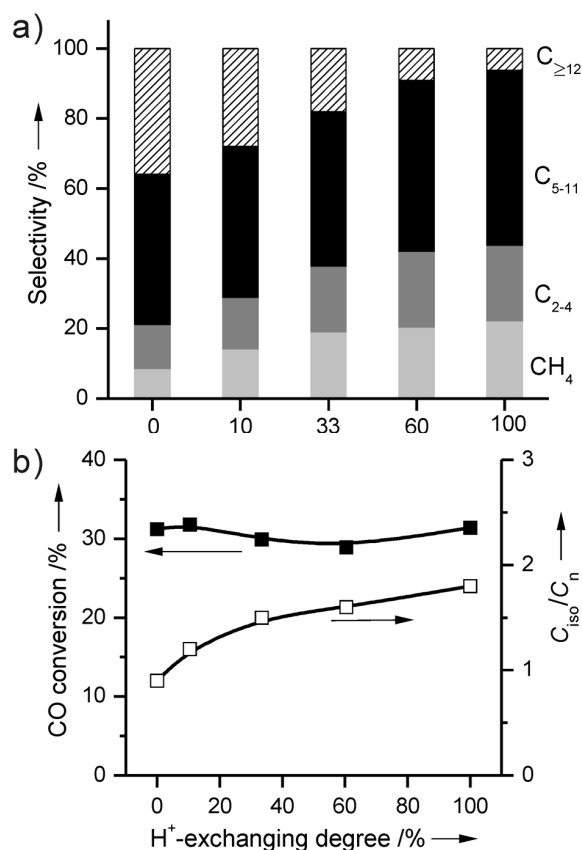 a)
100
80
60
40
20
0
Selectivity /%
C≥12
C5-11
C2-4
CH4
0 10 33 60 100
b)
40
30
20
10
0
CO conversion /%
3
2
1
0
Ciso/Cn
0 20 40 60 80 100
H+-exchanging degree /%